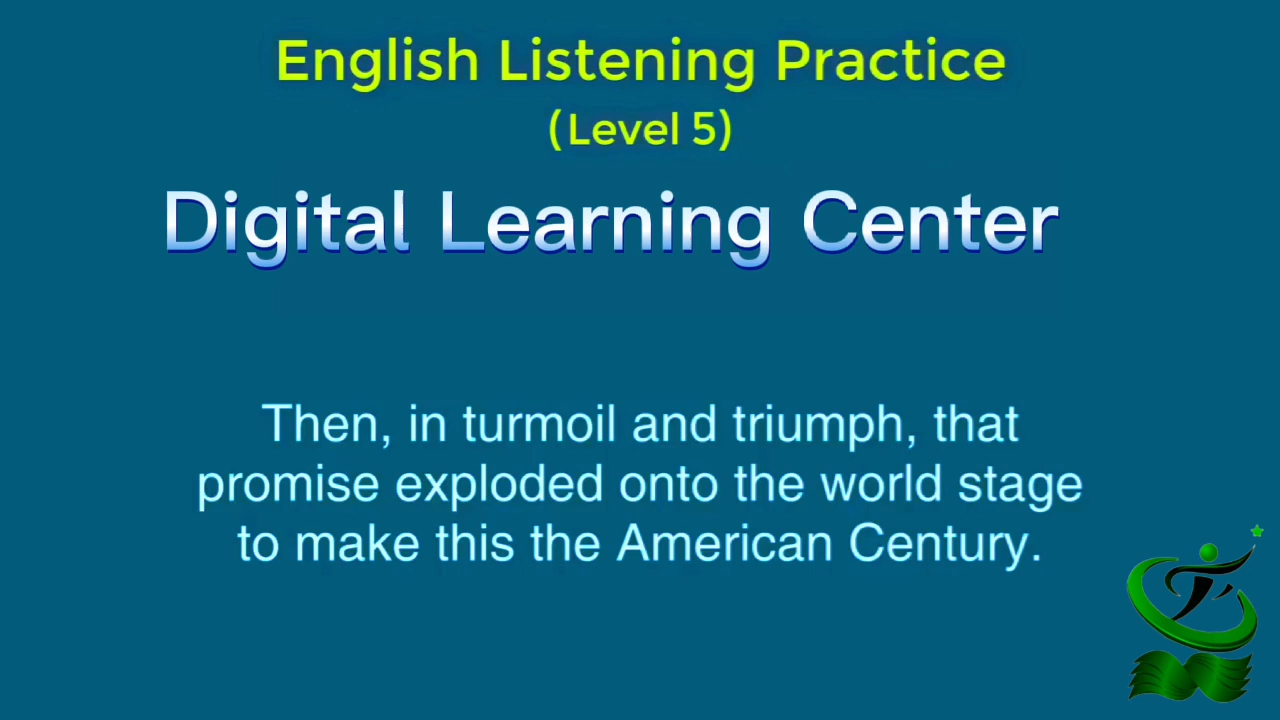 English Listening Practice
(Level 5)
Digital Learning Center
Then, in turmoil and triumph, that
promise exploded onto the world stage
to make this the American Century.